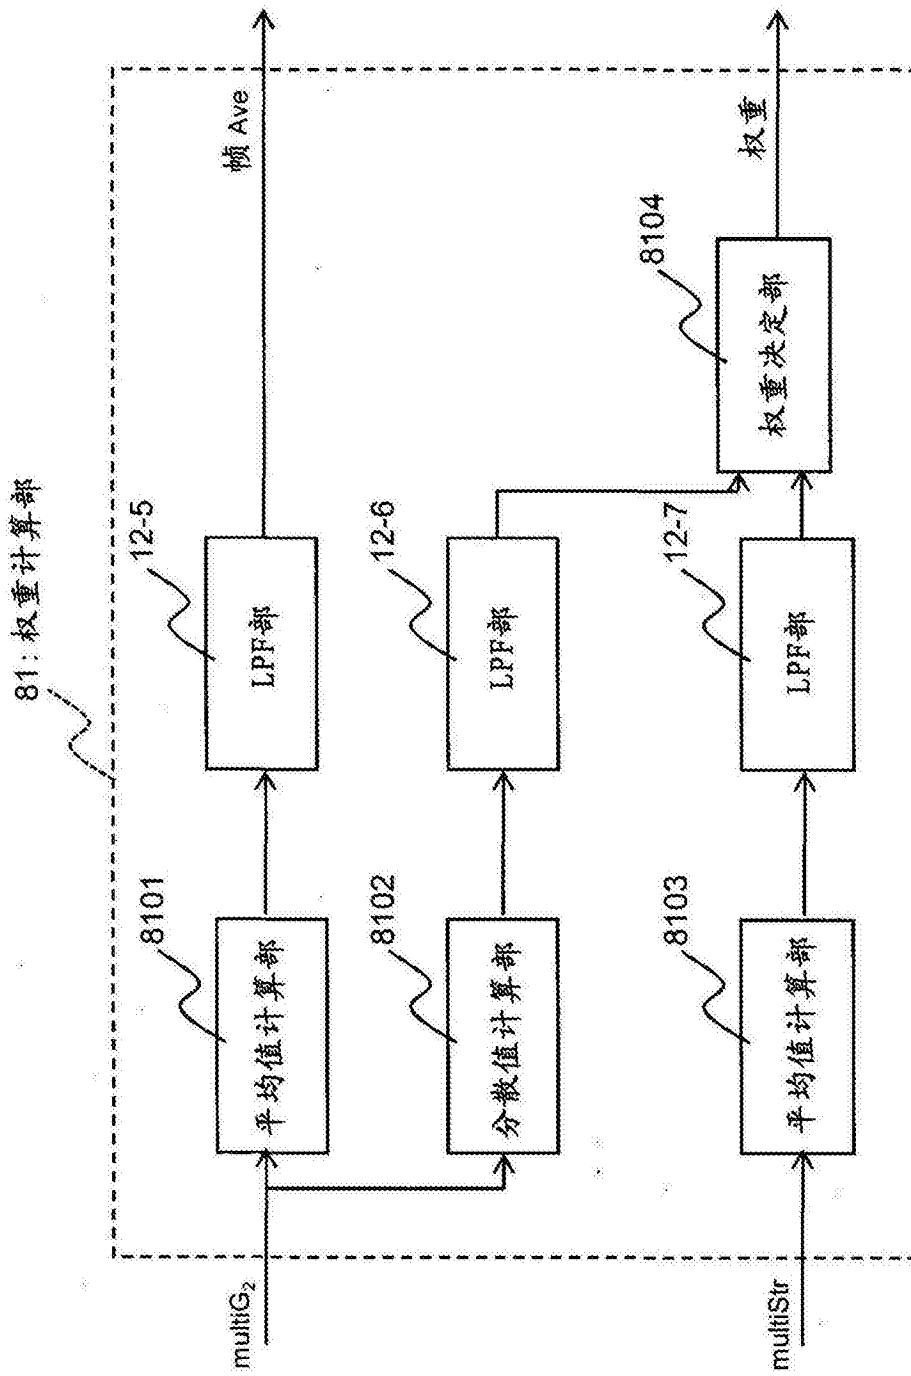 81：权重计算部
multiG₂
8101
平均值计算部
12-5
LPF部
帧 Ave
8102
分散值计算部
12-6
LPF部
multiStr
8103
平均值计算部
12-7
LPF部
8104
权重决定部
权重